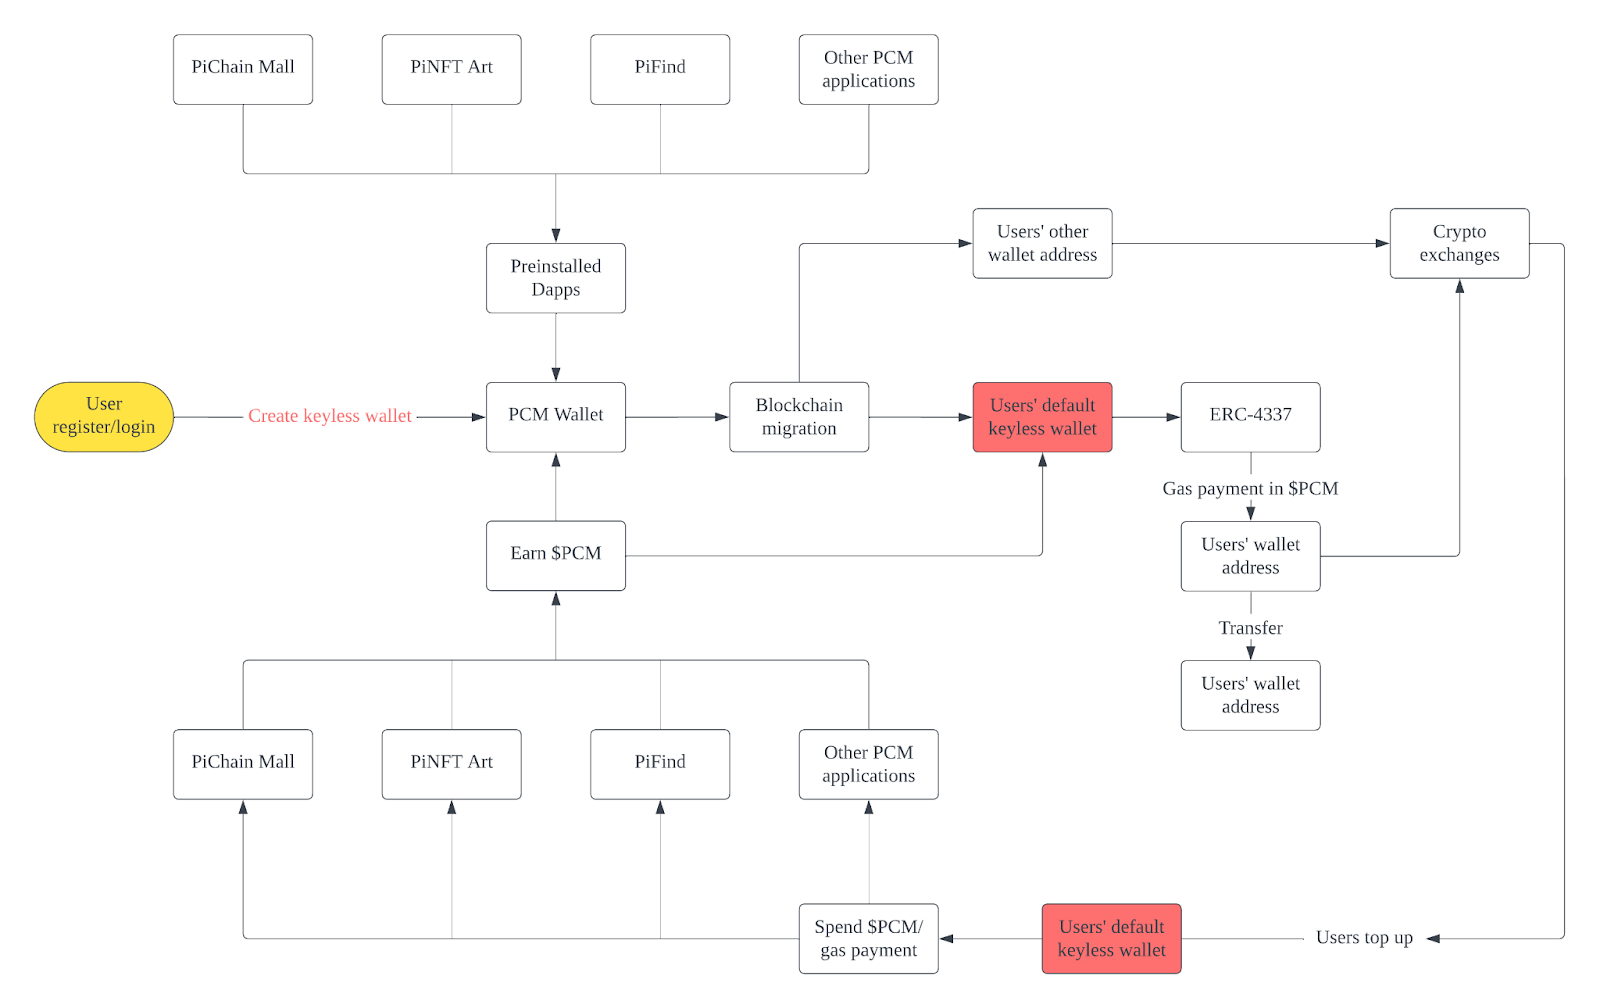 PiChain Mall
PiNFT Art
PiFind
Other PCM
applications
Users' other
wallet address
Crypto
exchanges
Preinstalled
Dapps
User
register/login
Create keyless wallet
PCM Wallet
Blockchain
migration
Users' default
keyless wallet
ERC-4337
Gas payment in $PCM
Earn $PCM
Users' wallet
address
Transfer
Users' wallet
address
PiChain Mall
PiNFT Art
PiFind
Other PCM
applications
Spend $PCM/
gas payment
Users' default
keyless wallet
Users top up